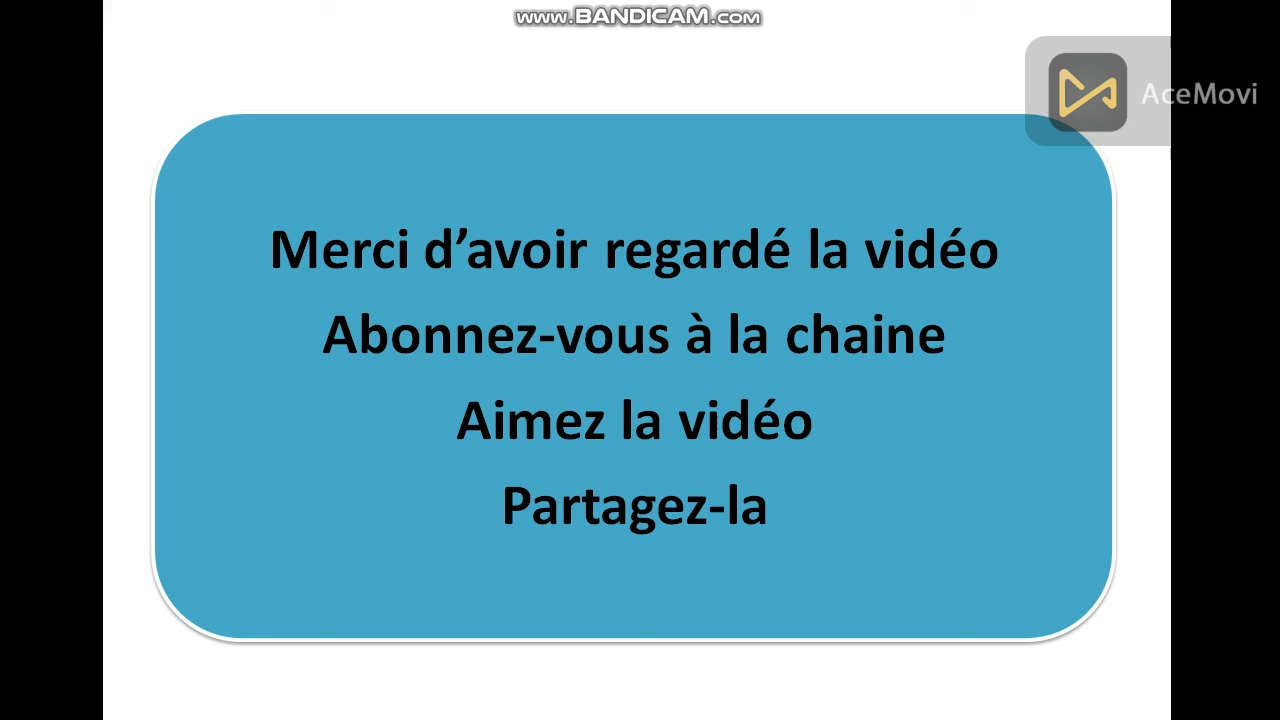 www.BANDICAM.com
AceMovi
Merci d’avoir regardé la vidéo
Abonnez-vous à la chaine
Aimez la vidéo
Partagez-la